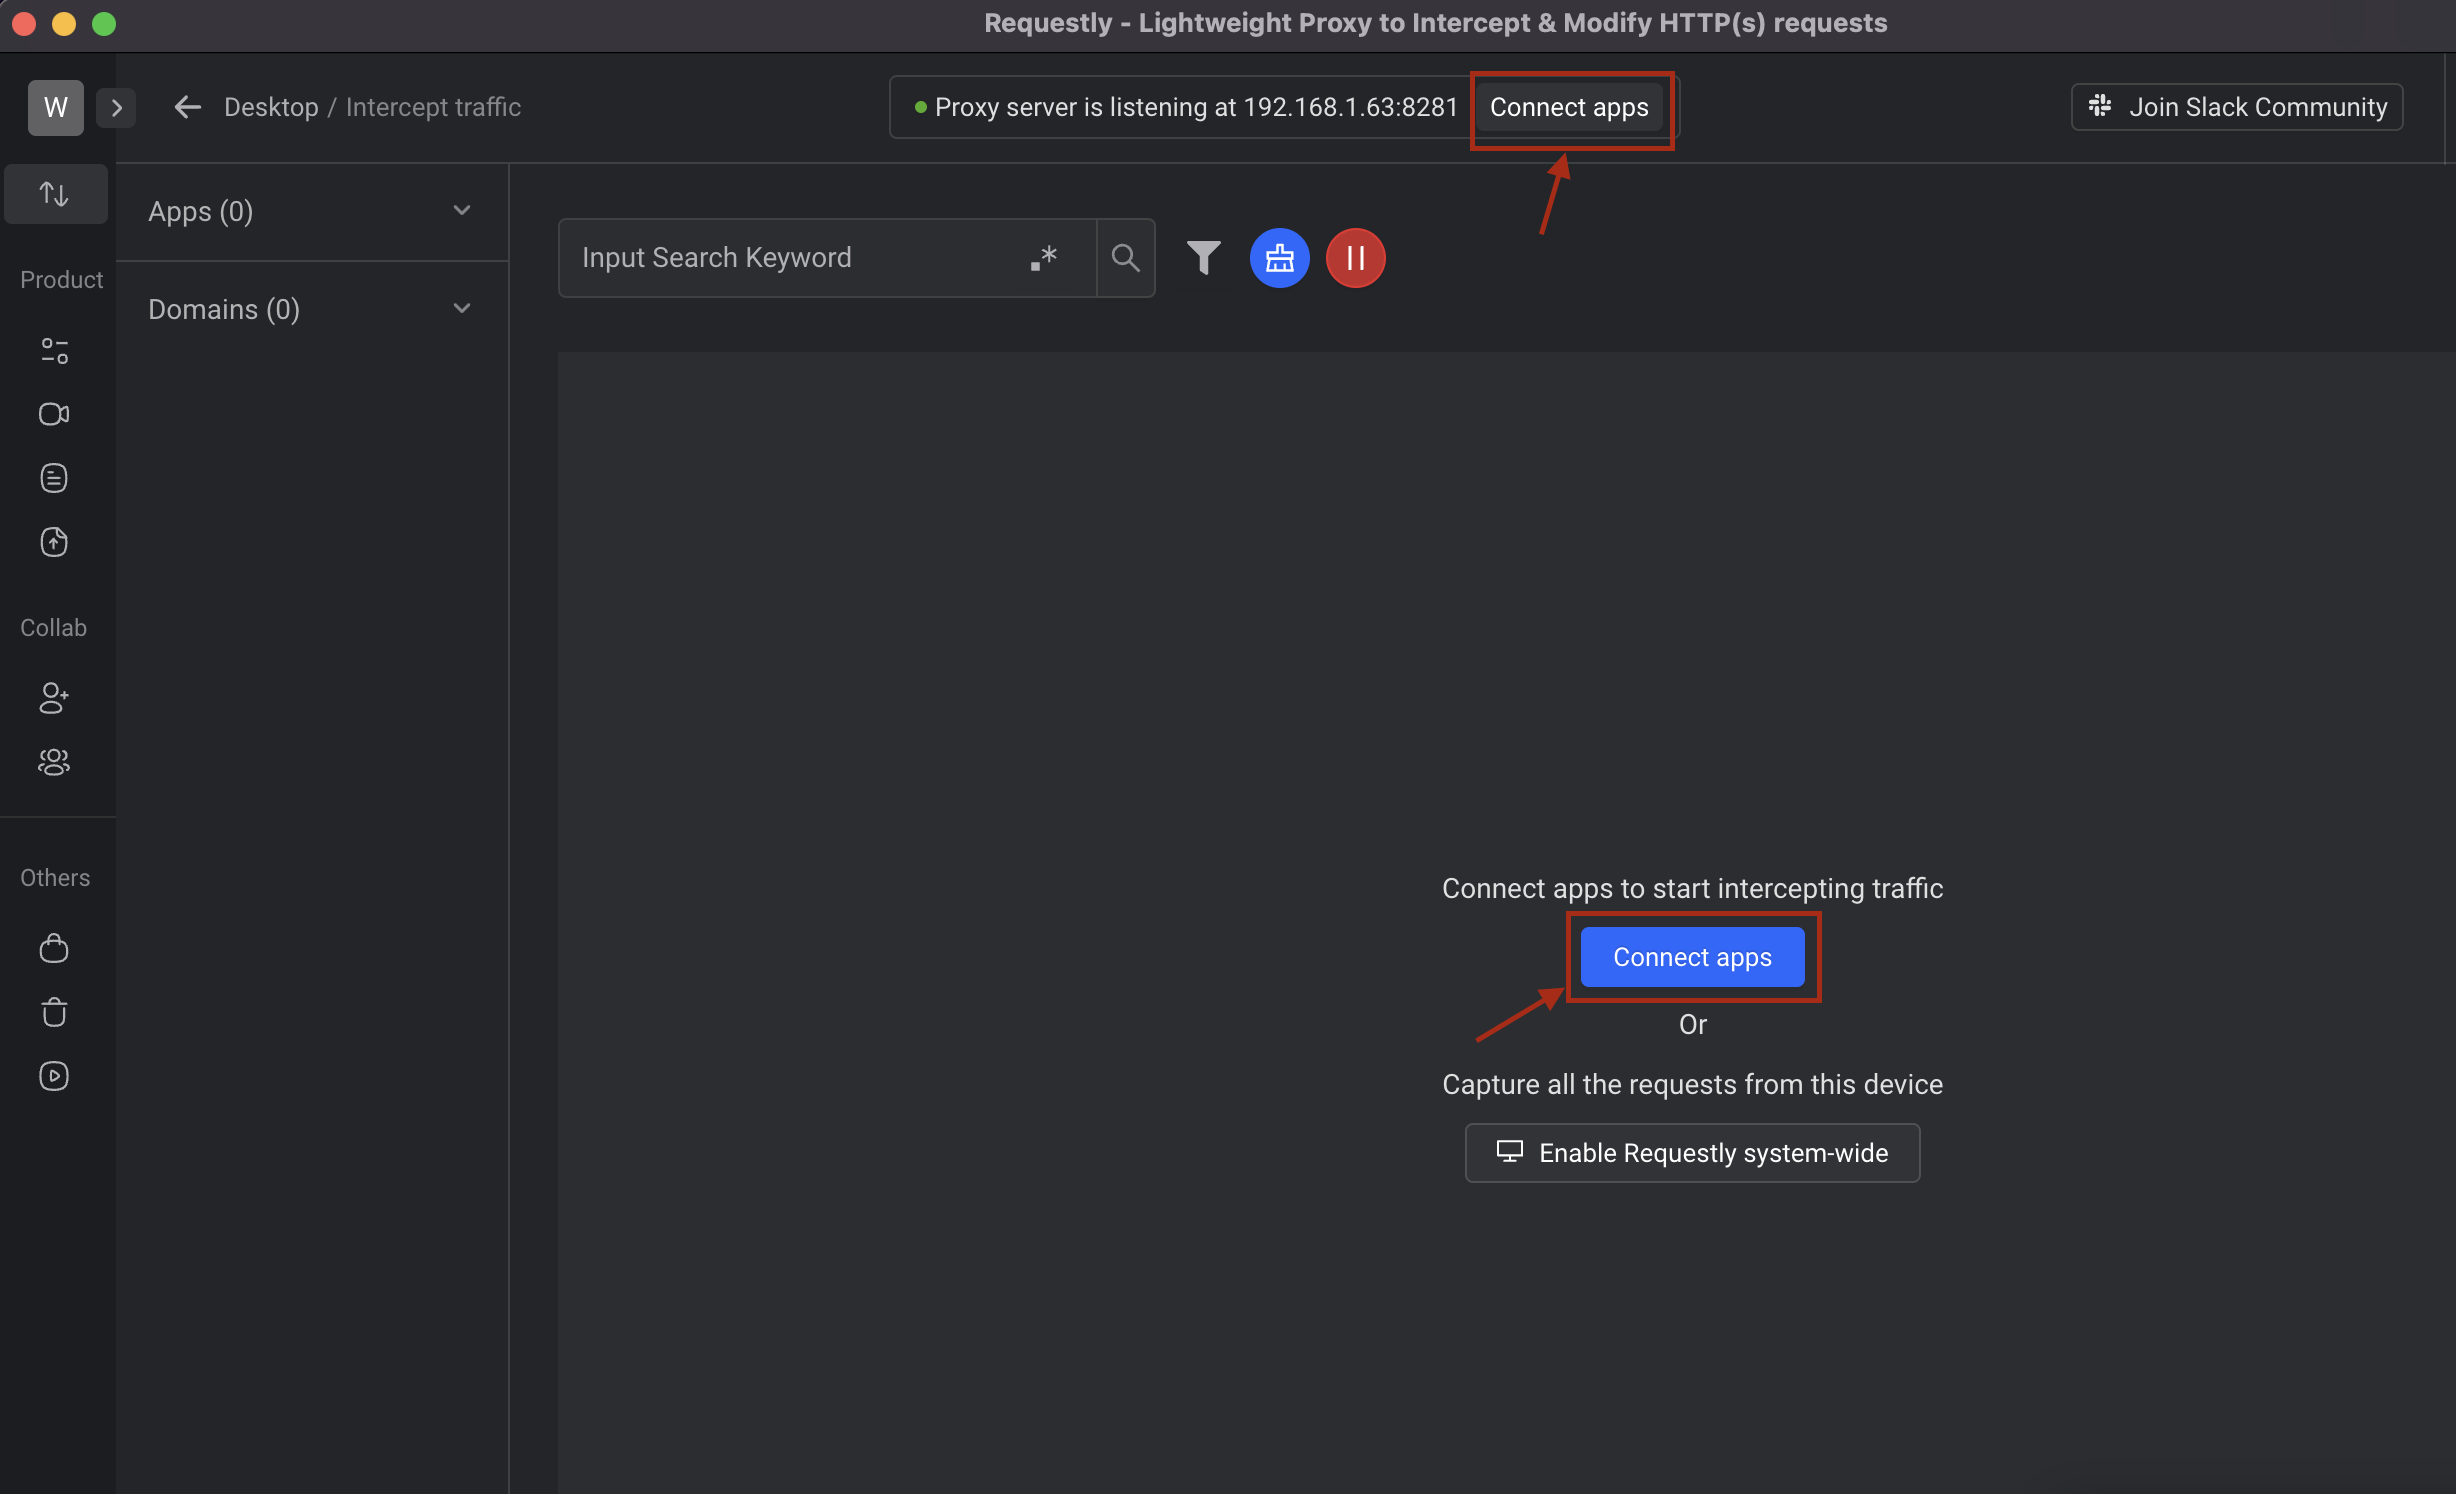 Requestly - Lightweight Proxy to Intercept & Modify HTTP(s) requests
W
Desktop / Intercept traffic
Proxy server is listening at 192.168.1.63:8281 Connect apps
Join Slack Community
Apps (0)
Domains (0)
Input Search Keyword .*
Product
Collab
Others
Connect apps to start intercepting traffic
Connect apps
Or
Capture all the requests from this device
Enable Requestly system-wide